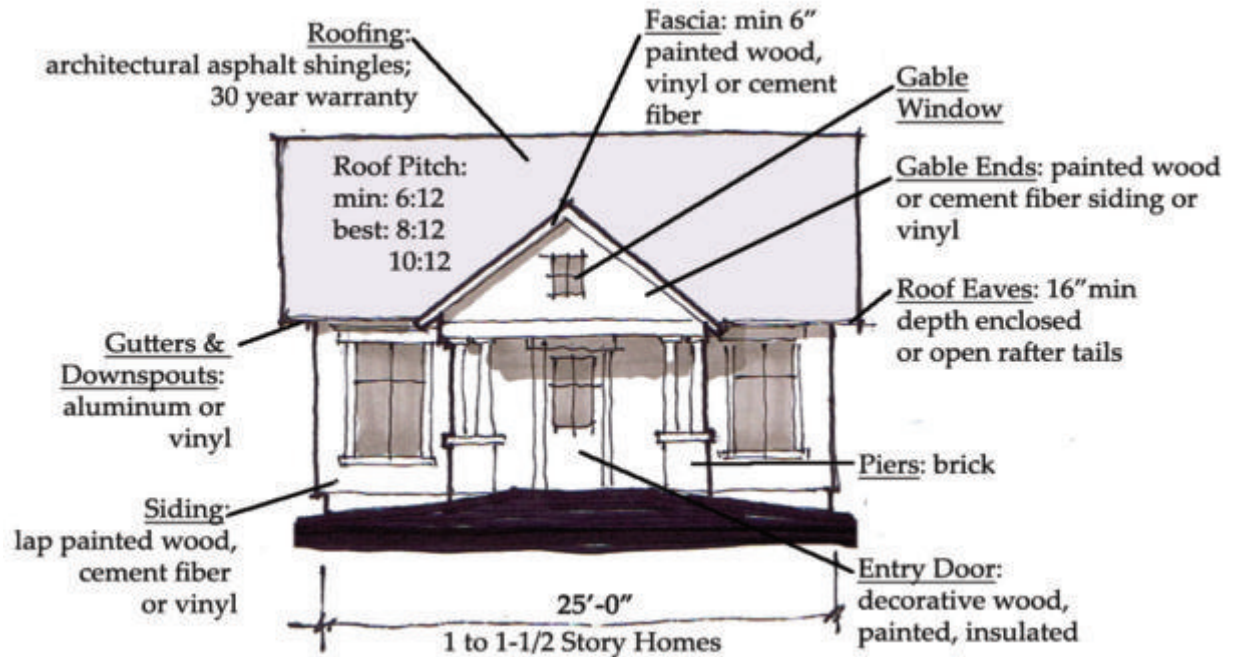 Roofing:
architectural asphalt shingles;
30 year warranty
Fascia: min 6"
painted wood,
vinyl or cement
fiber
Gable
Window
Roof Pitch:
min: 6:12
best: 8:12
10:12
Gable Ends: painted wood
or cement fiber siding or
vinyl
Roof Eaves: 16"min
depth enclosed
or open rafter tails
Gutters &
Downspouts:
aluminum or
vinyl
Piers: brick
Siding:
lap painted wood,
cement fiber
or vinyl
Entry Door:
decorative wood,
painted, insulated
25'-0"
1 to 1-1/2 Story Homes